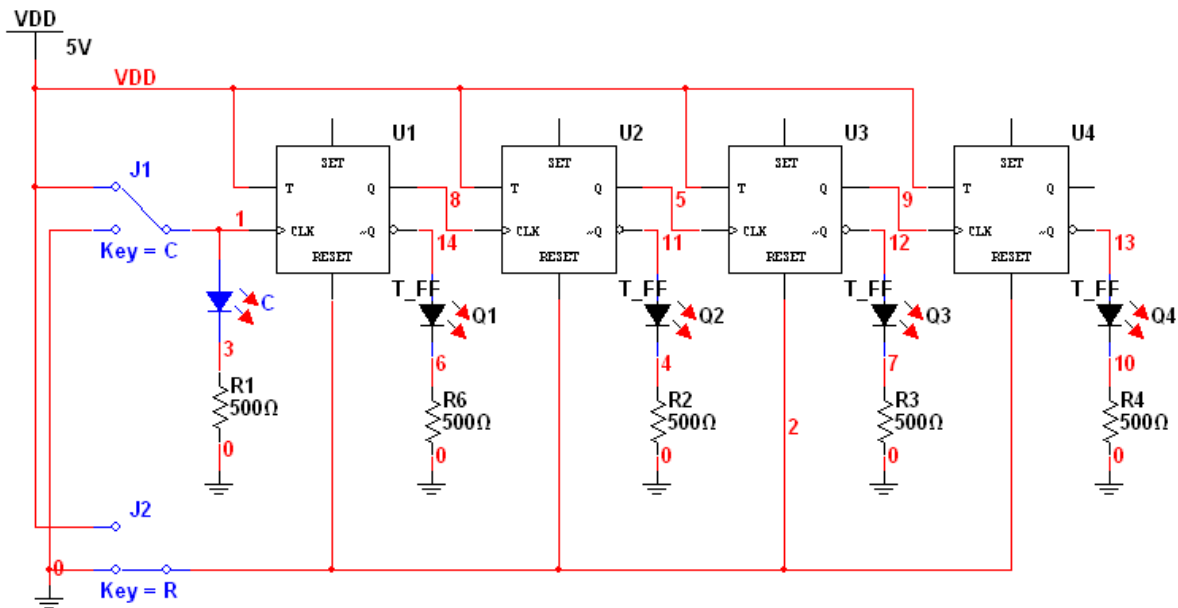 VDD
5V
VDD
U1 U2 U3 U4
SET SET SET SET
J1
T Q T Q T Q T Q
8 5 9
1
CLK ~Q CLK ~Q CLK ~Q CLK ~Q
Key = C
14 11 12 13
RESET RESET RESET RESET
T_FF T_FF T_FF T_FF
C Q1 Q2 Q3 Q4
3 6 4 7 10
R1 R6 R2 R3 R4
500Ω 500Ω 500Ω 500Ω 500Ω
2
0 0 0 0 0
J2
0
Key = R